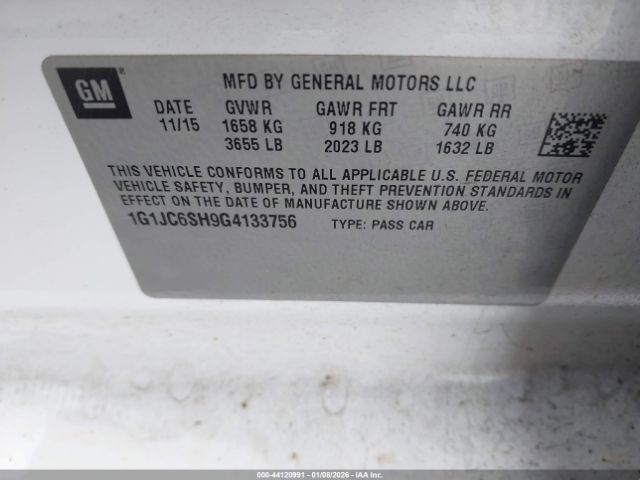 GM ®
MFD BY GENERAL MOTORS LLC
DATE GVWR GAWR FRT GAWR RR
11/15 1658 KG 918 KG 740 KG
3655 LB 2023 LB 1632 LB
THIS VEHICLE CONFORMS TO ALL APPLICABLE U.S. FEDERAL MOTOR
VEHICLE SAFETY, BUMPER, AND THEFT PREVENTION STANDARDS IN
EFFECT ON THE DATE OF MANUFACTURE SHOWN ABOVE.
1G1JC6SH9G4133756 TYPE: PASS CAR
000-44120991 - 01/08/2026 - IAAI.COM